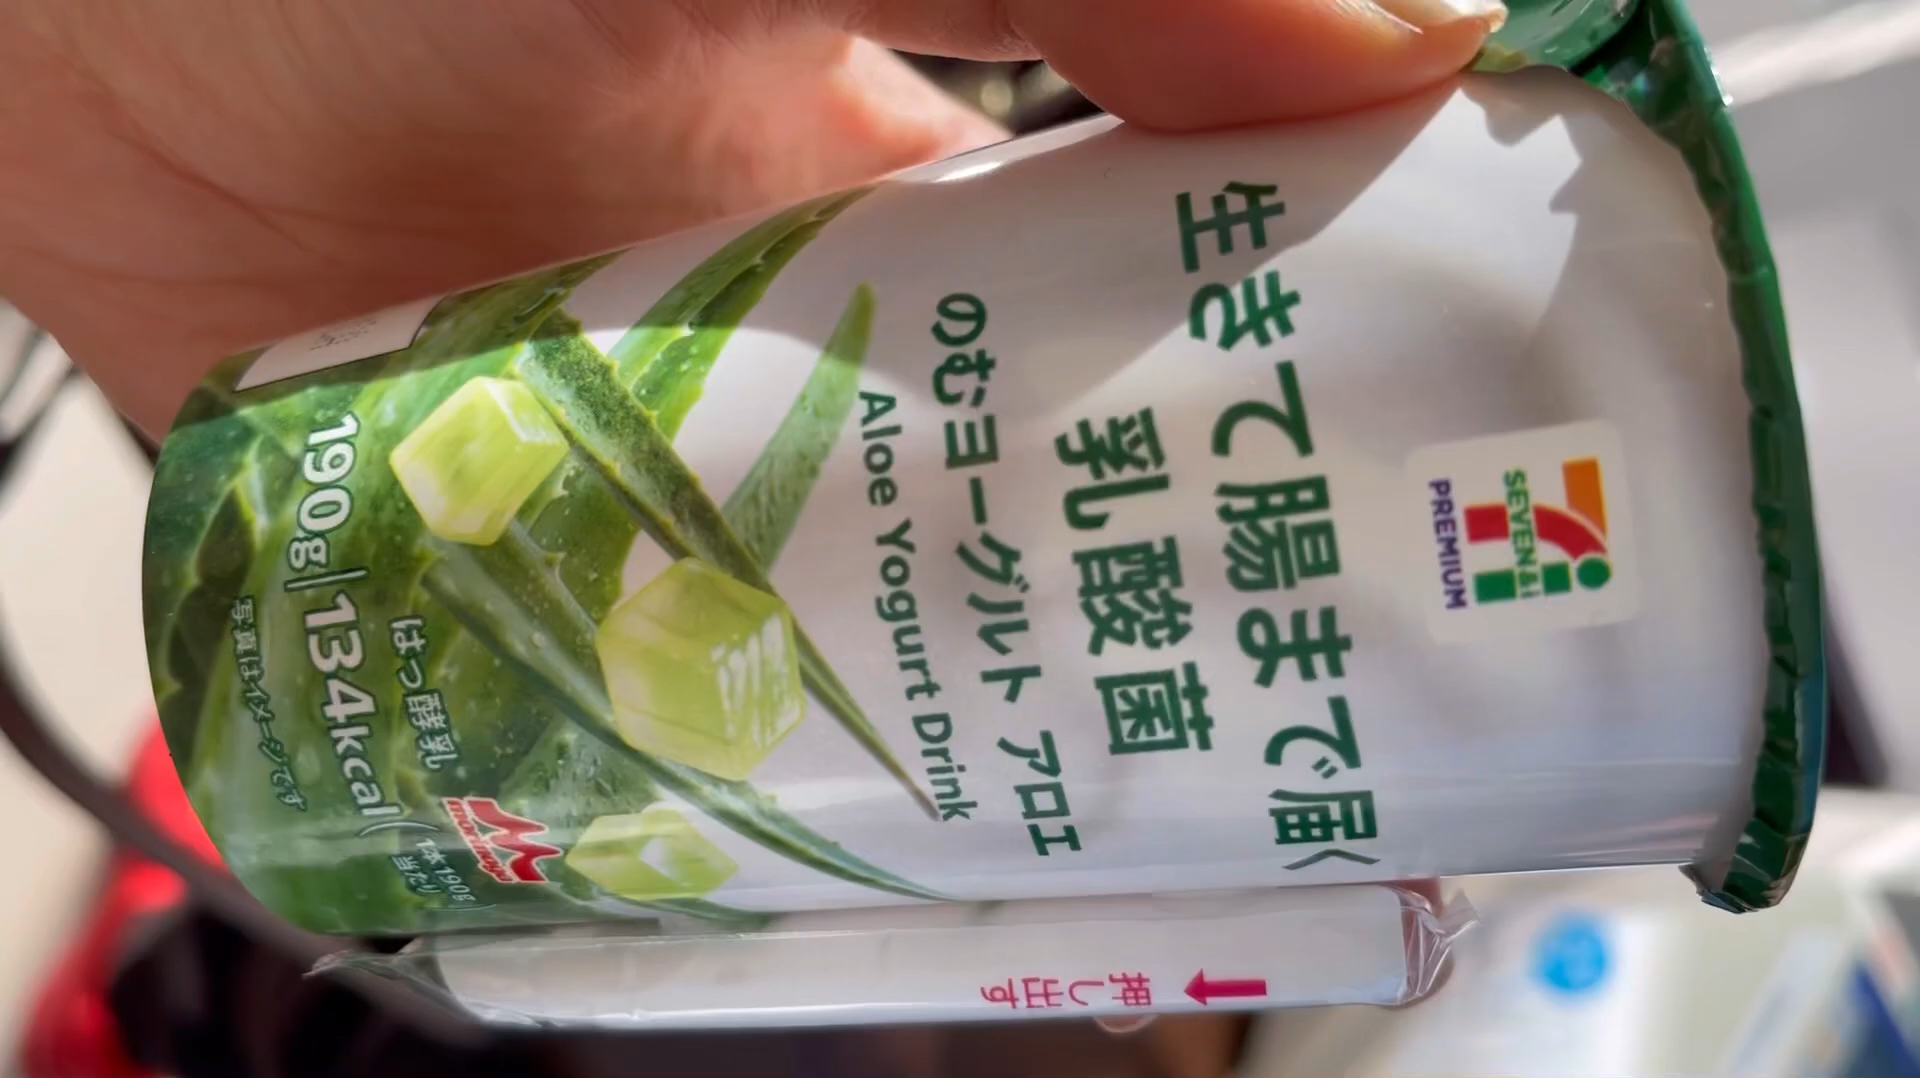 SEVEN&i
PREMIUM
生きて腸まで届く
乳酸菌
のむヨーグルト アロエ
Aloe Yogurt Drink
はっ酵乳
morinaga
190g|134kcal(1本190g当たり)
写真はイメージです
押し出す